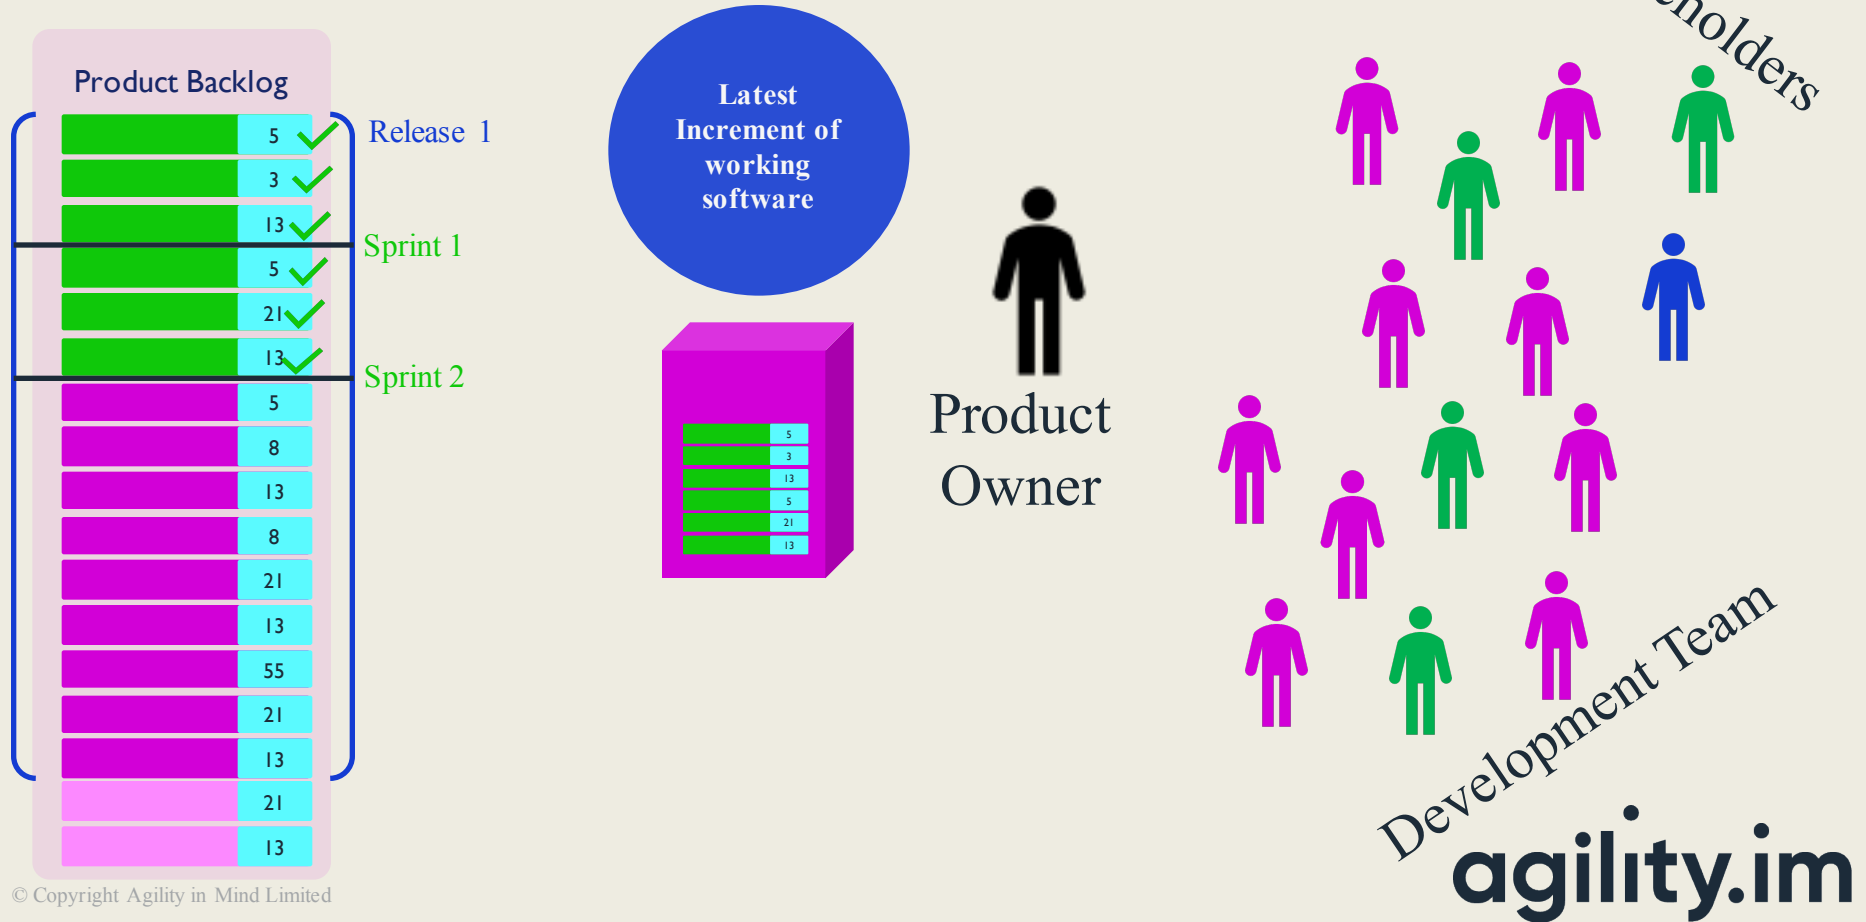 Product Backlog
5
3
13
5
21
13
5
8
13
8
21
13
55
21
13
21
13
Release 1
Sprint 1
Sprint 2
Latest
Increment of
working
software
5
3
13
5
21
13
Product
Owner
eholders
Development Team
agility.im
© Copyright Agility in Mind Limited